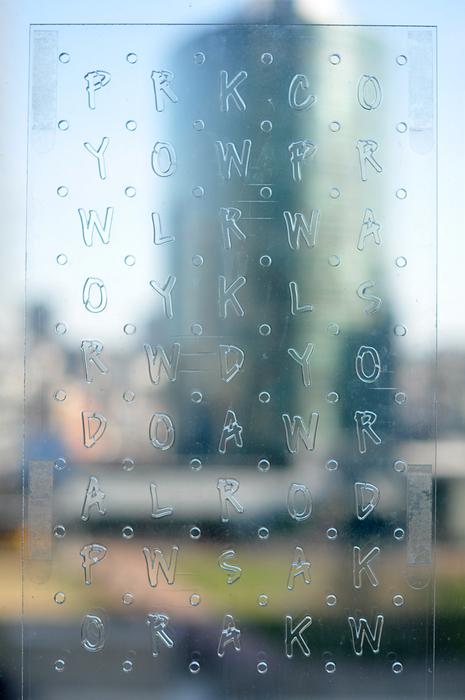 P R K C O
Y O W P R
W L R W A
O Y K L S
R W D Y O
D O A W R
A L R O D
P W S A K
O R A K W